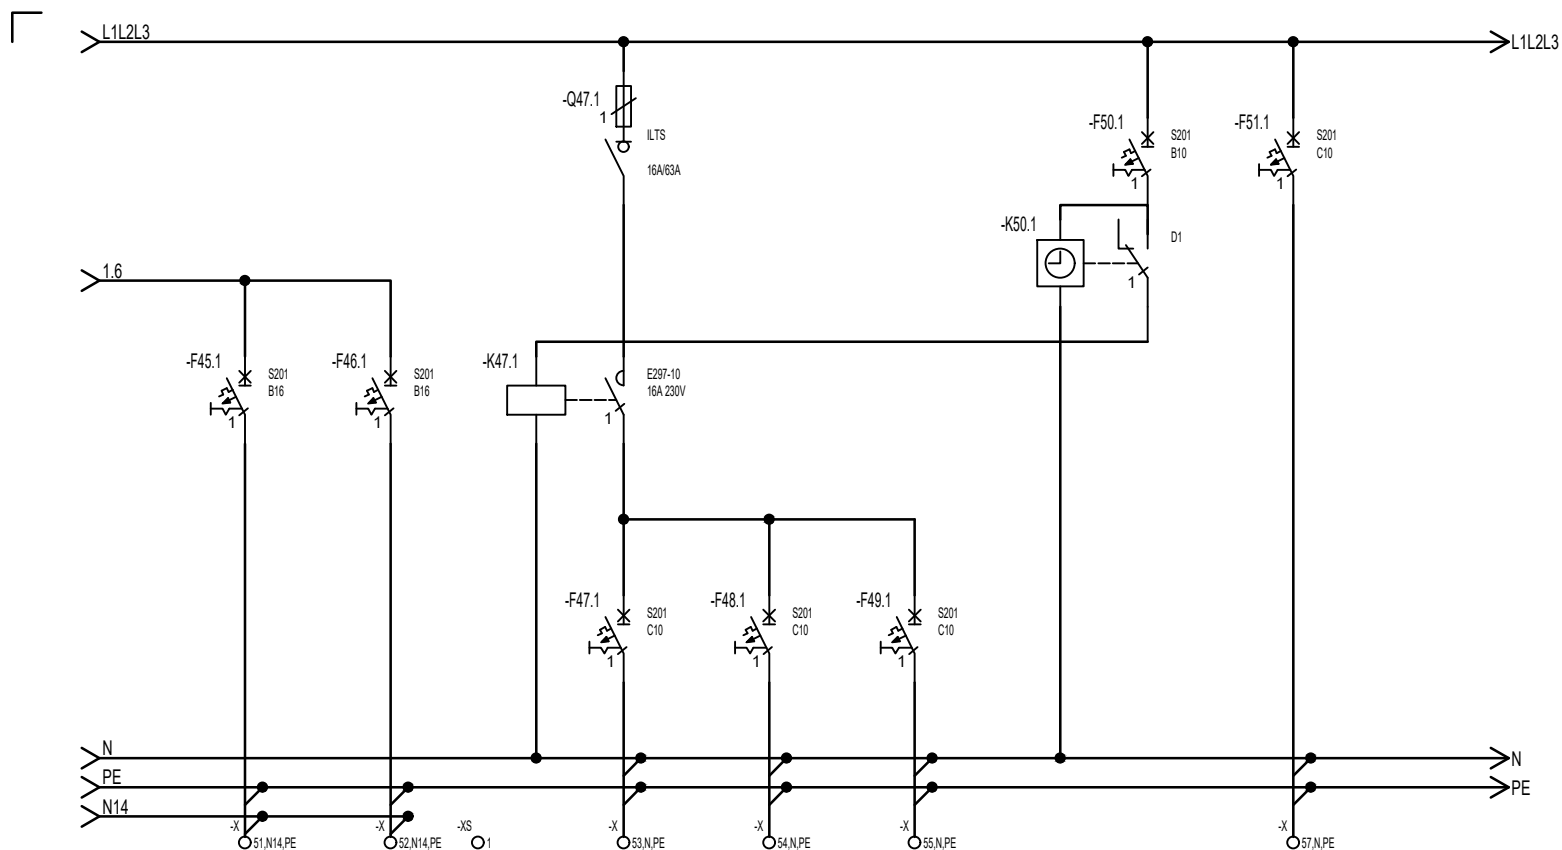 L1L2L3
L1L2L3
-Q47.1
1
ILTS
16A/63A
-F50.1
S201
B10
1
-F51.1
S201
C10
1
-K50.1
D1
1
1.6
-F45.1
S201
B16
1
-F46.1
S201
B16
1
-K47.1
E297-10
16A 230V
1
-F47.1
S201
C10
1
-F48.1
S201
C10
1
-F49.1
S201
C10
1
N
N
PE
PE
N14
-X
51,N14,PE
-X
52,N14,PE
-XS
1
-X
53,N,PE
-X
54,N,PE
-X
55,N,PE
-X
57,N,PE